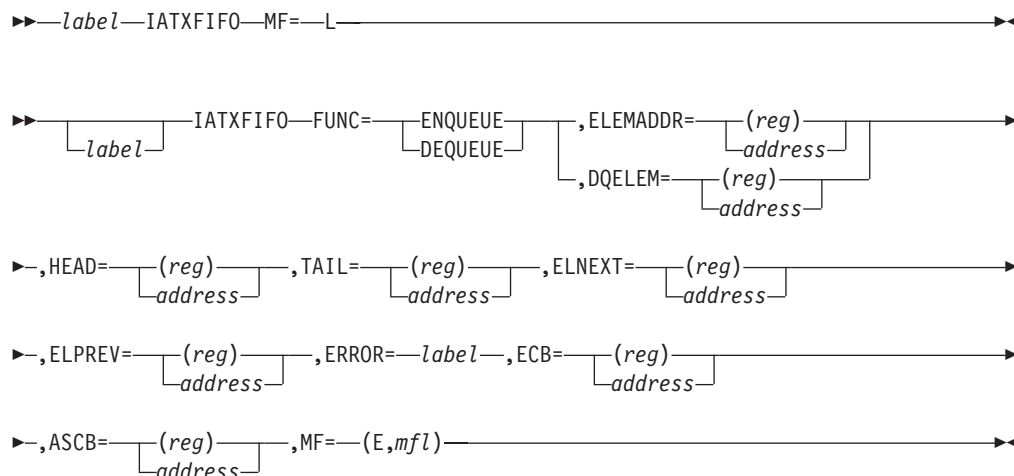 label IATXFIFO MF= L
IATXFIFO FUNC= ENQUEUE ,ELEMADDR= (reg)
label DEQUEUE address
,DQELEM= (reg)
address
,HEAD= (reg) ,TAIL= (reg) ,ELNEXT= (reg)
address address address
,ELPREV= (reg) ,ERROR= label ,ECB= (reg)
address address
,ASCB= (reg) ,MF= (E,mfl)
address